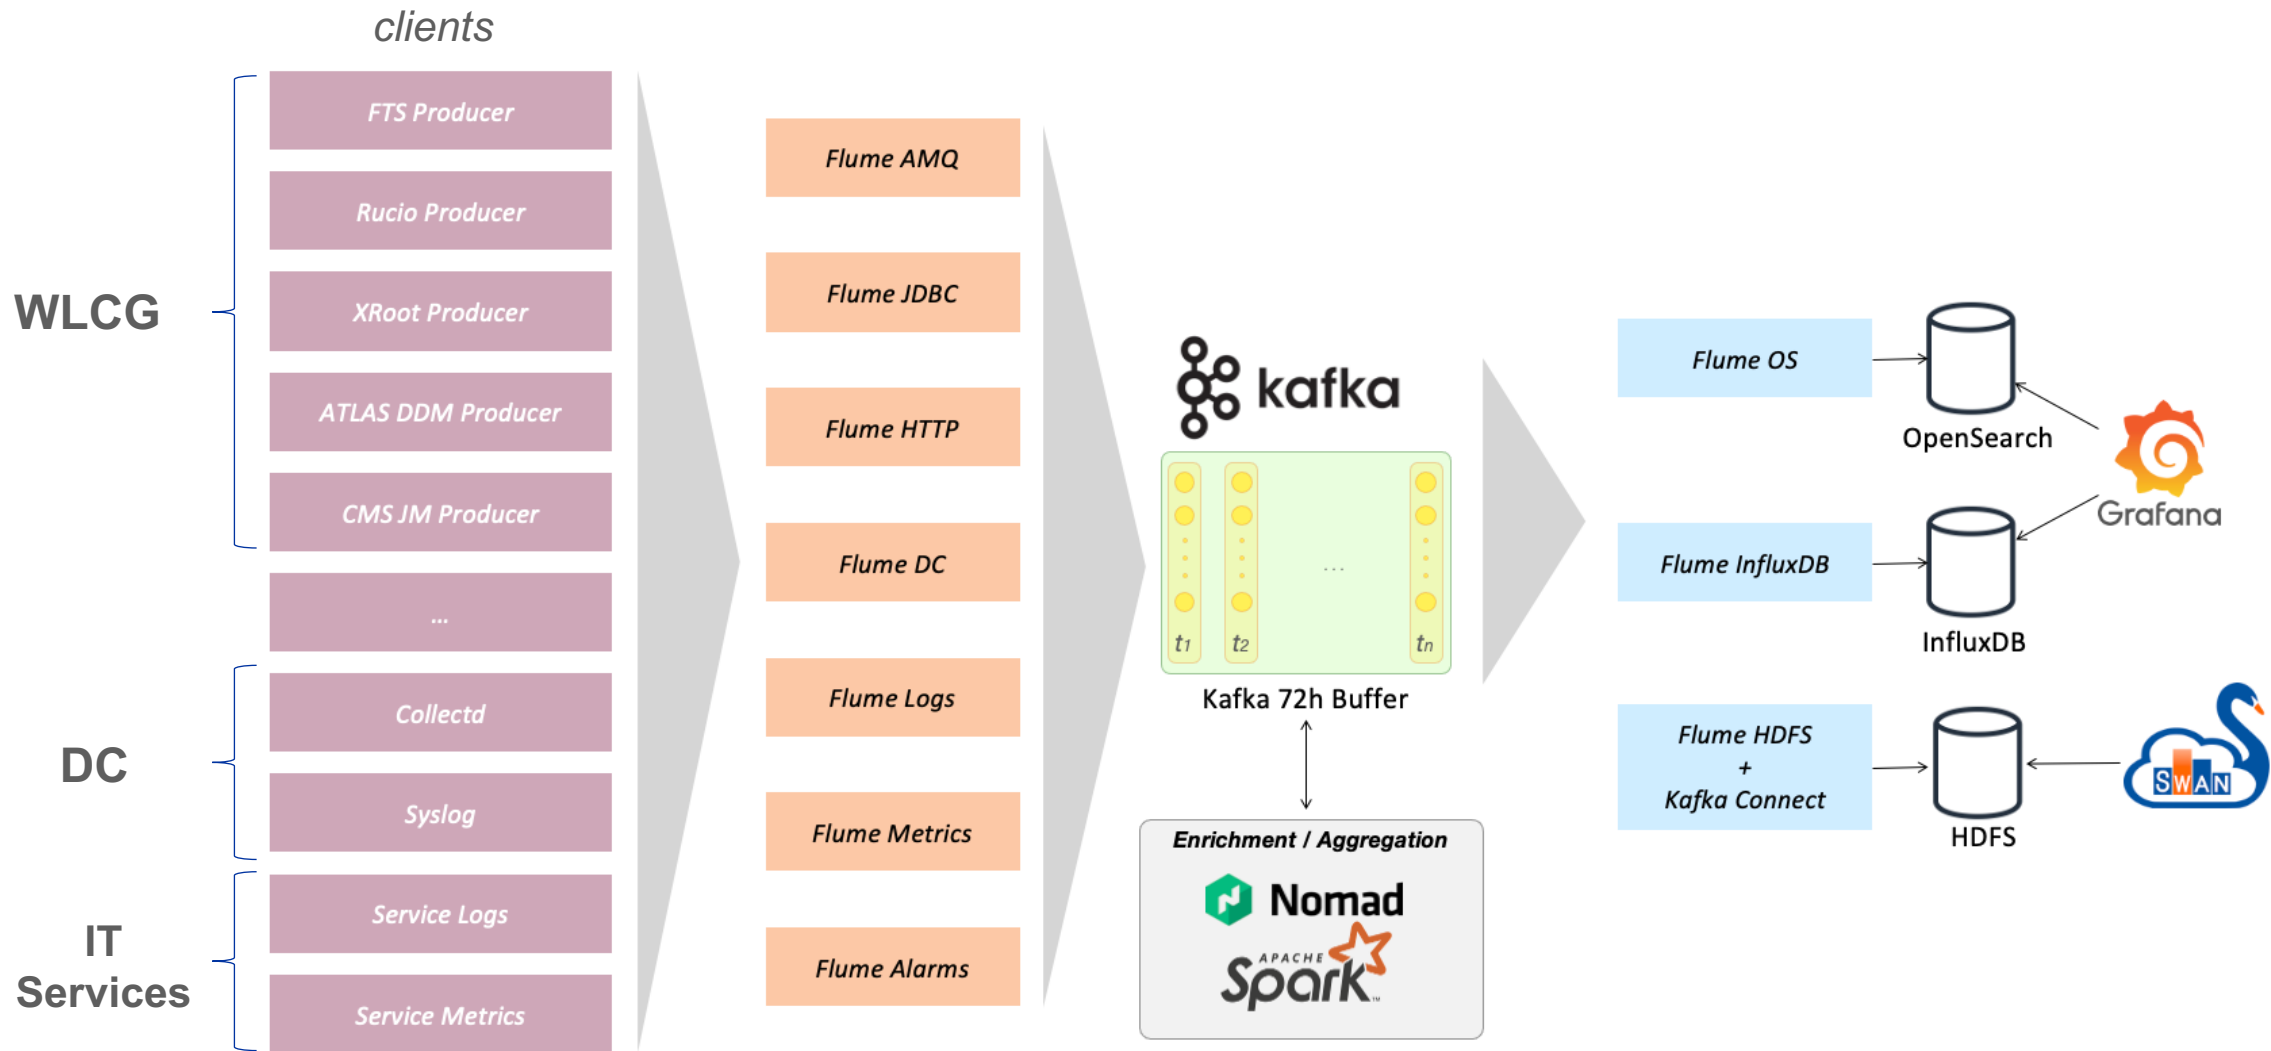 clients
WLCG
FTS Producer
Rucio Producer
XRoot Producer
ATLAS DDM Producer
CMS JM Producer
...
DC
Collectd
Syslog
IT
Services
Service Logs
Service Metrics
Flume AMQ
Flume JDBC
Flume HTTP
Flume DC
Flume Logs
Flume Metrics
Flume Alarms
kafka
...
t1
t2
tn
Kafka 72h Buffer
Enrichment / Aggregation
Nomad
APACHE
Spark™
Flume OS
OpenSearch
Flume InfluxDB
InfluxDB
Grafana
Flume HDFS
+
Kafka Connect
HDFS
SWAN